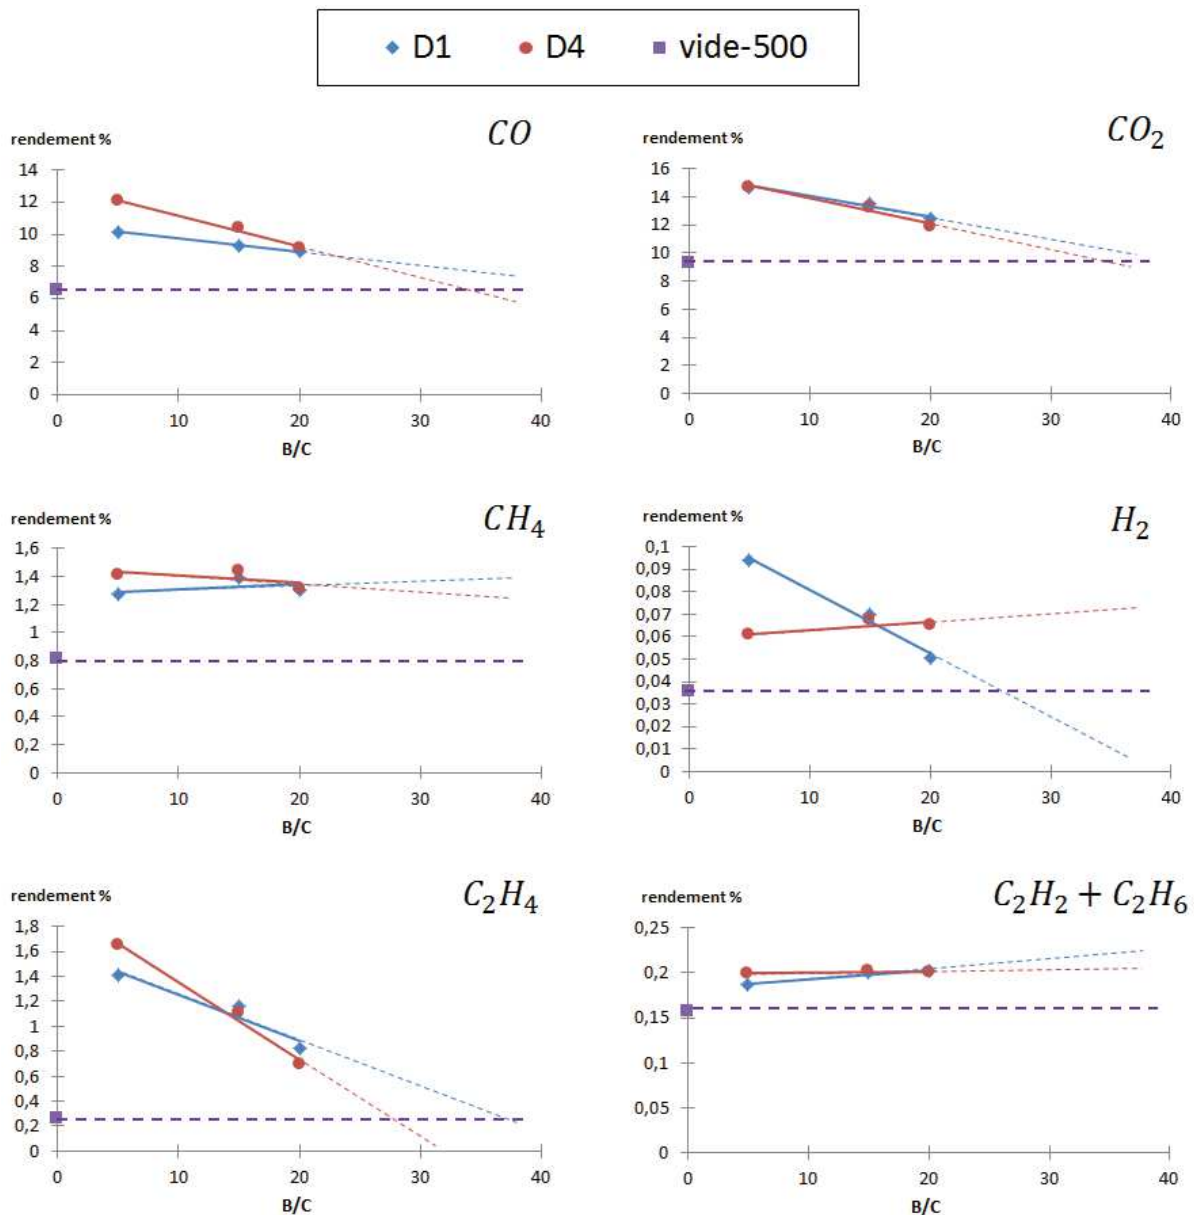 D1 D4 vide-500
rendement % CO
14
12
10
8
6
4
2
0
0 10 20 30 40
B/C
rendement % CO₂
16
14
12
10
8
6
4
2
0
0 10 20 30 40
B/C
rendement % CH₄
1,6
1,4
1,2
1
0,8
0,6
0,4
0,2
0
0 10 20 30 40
B/C
rendement % H₂
0,1
0,09
0,08
0,07
0,06
0,05
0,04
0,03
0,02
0,01
0
0 10 20 30 40
B/C
rendement % C₂H₄
1,8
1,6
1,4
1,2
1
0,8
0,6
0,4
0,2
0
0 10 20 30 40
B/C
rendement % C₂H₂ + C₂H₆
0,25
0,2
0,15
0,1
0,05
0
0 10 20 30 40
B/C